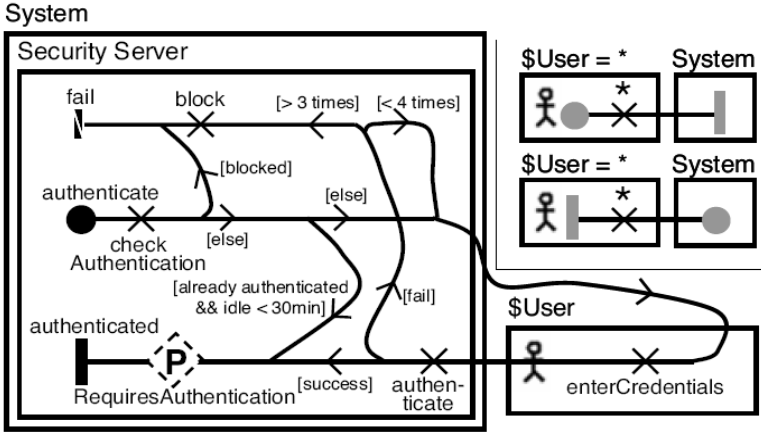 System
Security Server
$User = *
System
fail
block
[> 3 times]
[< 4 times]
*
[blocked]
$User = *
System
authenticate
[else]
*
check
Authentication
[else]
[already authenticated
&& idle < 30min]
[fail]
$User
authenticated
P
RequiresAuthentication
[success]
authen-
ticate
enterCredentials